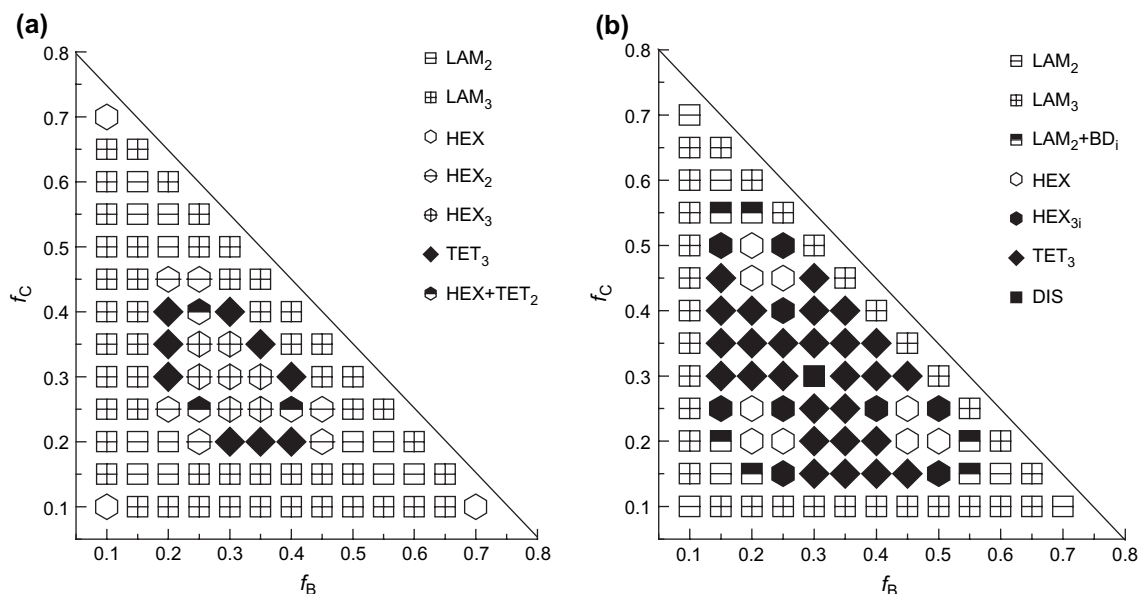 (a)
0.8
0.7
0.6
0.5
0.4
0.3
0.2
0.1
f_C
0.1 0.2 0.3 0.4 0.5 0.6 0.7 0.8
f_B
LAM₂
LAM₃
HEX
HEX₂
HEX₃
TET₃
HEX+TET₂
(b)
0.8
0.7
0.6
0.5
0.4
0.3
0.2
0.1
f_C
0.1 0.2 0.3 0.4 0.5 0.6 0.7 0.8
f_B
LAM₂
LAM₃
LAM₂+BDᵢ
HEX
HEX₃ᵢ
TET₃
DIS